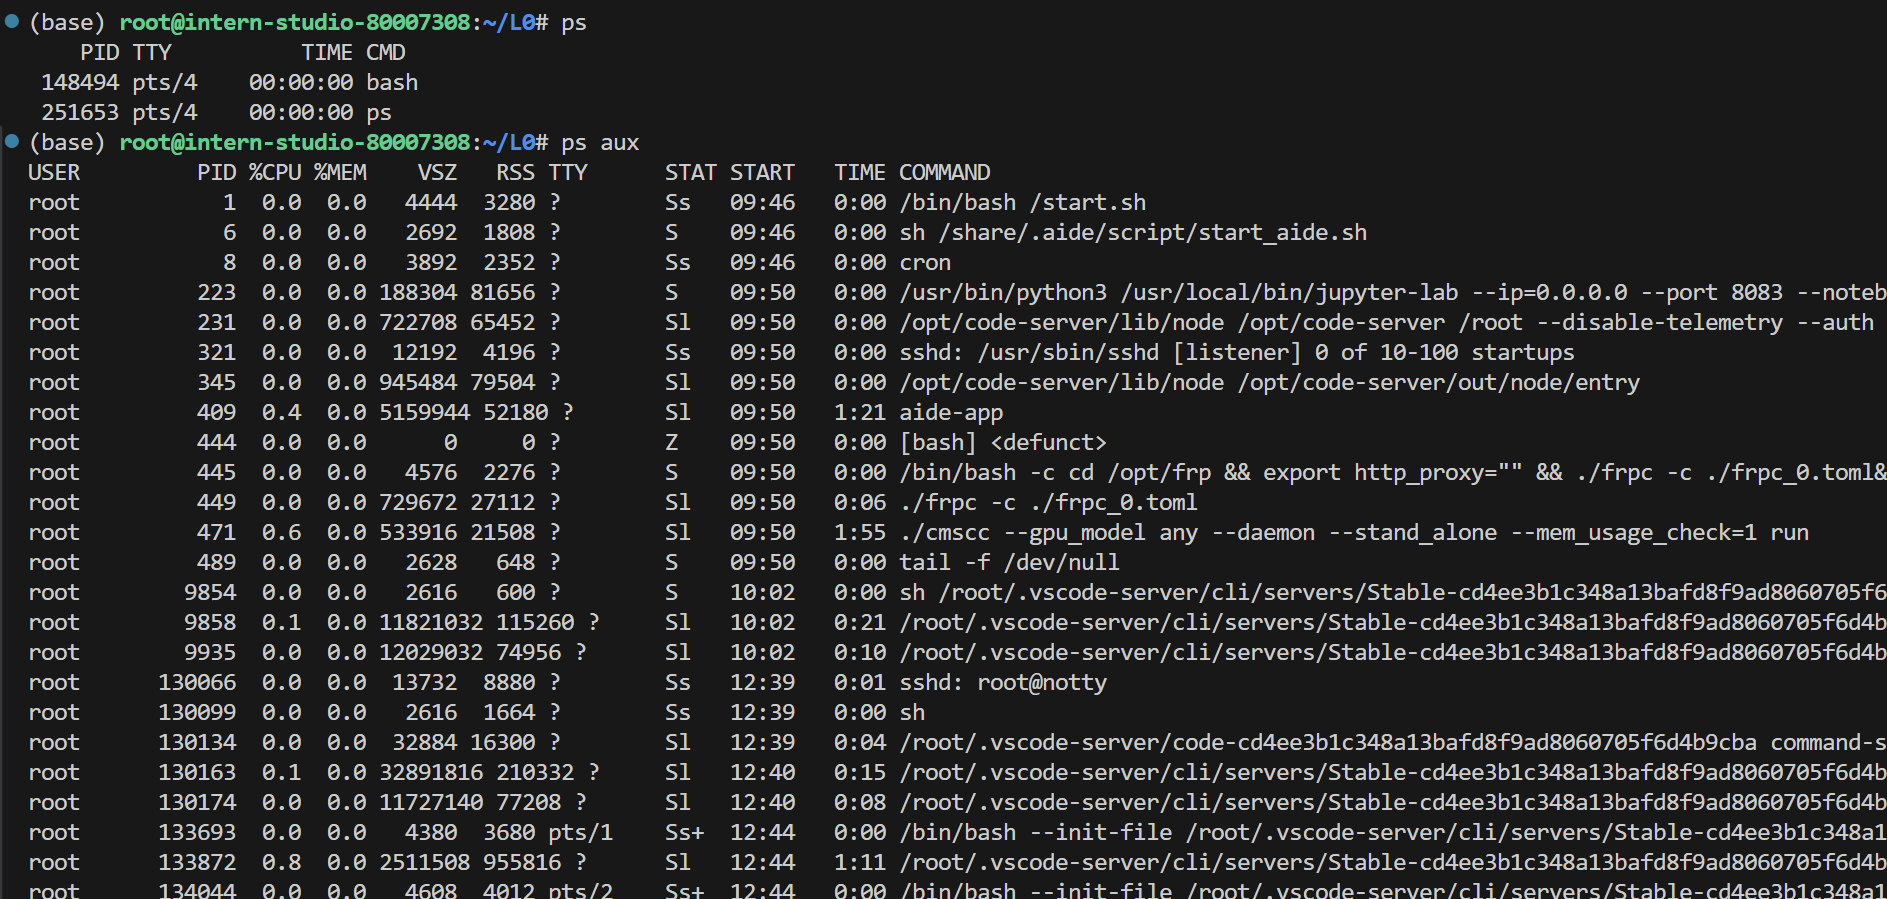 (base) root@intern-studio-80007308:~/L0# ps
    PID TTY          TIME CMD
 148494 pts/4    00:00:00 bash
 251653 pts/4    00:00:00 ps
(base) root@intern-studio-80007308:~/L0# ps aux
USER         PID %CPU %MEM    VSZ   RSS TTY      STAT START   TIME COMMAND
root           1  0.0  0.0   4444  3280 ?        Ss   09:46   0:00 /bin/bash /start.sh
root           6  0.0  0.0   2692  1808 ?        S    09:46   0:00 sh /share/.aide/script/start_aide.sh
root           8  0.0  0.0   3892  2352 ?        Ss   09:46   0:00 cron
root         223  0.0  0.0 188304 81656 ?        S    09:50   0:00 /usr/bin/python3 /usr/local/bin/jupyter-lab --ip=0.0.0.0 --port 8083 --noteb
root         231  0.0  0.0 722708 65452 ?        Sl   09:50   0:00 /opt/code-server/lib/node /opt/code-server /root --disable-telemetry --auth
root         321  0.0  0.0  12192  4196 ?        Ss   09:50   0:00 sshd: /usr/sbin/sshd [listener] 0 of 10-100 startups
root         345  0.0  0.0 945484 79504 ?        Sl   09:50   0:00 /opt/code-server/lib/node /opt/code-server/out/node/entry
root         409  0.4  0.0 5159944 52180 ?       Sl   09:50   1:21 aide-app
root         444  0.0  0.0      0     0 ?        Z    09:50   0:00 [bash] <defunct>
root         445  0.0  0.0   4576  2276 ?        S    09:50   0:00 /bin/bash -c cd /opt/frp && export http_proxy="" && ./frpc -c ./frpc_0.toml&
root         449  0.0  0.0 729672 27112 ?        Sl   09:50   0:06 ./frpc -c ./frpc_0.toml
root         471  0.6  0.0 533916 21508 ?        Sl   09:50   1:55 ./cmscc --gpu_model any --daemon --stand_alone --mem_usage_check=1 run
root         489  0.0  0.0   2628   648 ?        S    09:50   0:00 tail -f /dev/null
root        9854  0.0  0.0   2616   600 ?        S    10:02   0:00 sh /root/.vscode-server/cli/servers/Stable-cd4ee3b1c348a13bafd8f9ad8060705f6
root        9858  0.1  0.0 11821032 115260 ?     Sl   10:02   0:21 /root/.vscode-server/cli/servers/Stable-cd4ee3b1c348a13bafd8f9ad8060705f6d4b
root        9935  0.0  0.0 12029032 74956 ?      Sl   10:02   0:10 /root/.vscode-server/cli/servers/Stable-cd4ee3b1c348a13bafd8f9ad8060705f6d4b
root      130066  0.0  0.0  13732  8880 ?        Ss   12:39   0:01 sshd: root@notty
root      130099  0.0  0.0   2616  1664 ?        Ss   12:39   0:00 sh
root      130134  0.0  0.0  32884 16300 ?        Sl   12:39   0:04 /root/.vscode-server/code-cd4ee3b1c348a13bafd8f9ad8060705f6d4b9cba command-s
root      130163  0.1  0.0 32891816 210332 ?     Sl   12:40   0:15 /root/.vscode-server/cli/servers/Stable-cd4ee3b1c348a13bafd8f9ad8060705f6d4b
root      130174  0.0  0.0 11727140 77208 ?      Sl   12:40   0:08 /root/.vscode-server/cli/servers/Stable-cd4ee3b1c348a13bafd8f9ad8060705f6d4b
root      133693  0.0  0.0   4380  3680 pts/1    Ss+  12:44   0:00 /bin/bash --init-file /root/.vscode-server/cli/servers/Stable-cd4ee3b1c348a1
root      133872  0.8  0.0 2511508 955816 ?      Sl   12:44   1:11 /root/.vscode-server/cli/servers/Stable-cd4ee3b1c348a13bafd8f9ad8060705f6d4b
root      134044  0.0  0.0   4608  4012 pts/2    Ss+  12:44   0:00 /bin/bash --init-file /root/.vscode-server/cli/servers/Stable-cd4ee3b1c348a1